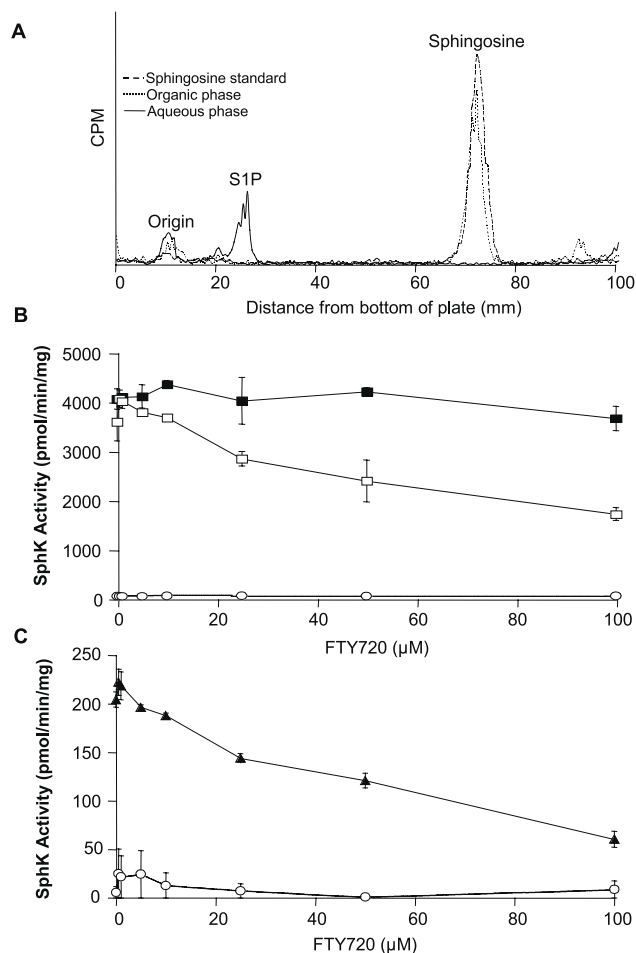 A
Sphingosine
Sphingosine standard
Organic phase
Aqueous phase
CPM
S1P
Origin
0 20 40 60 80 100
Distance from bottom of plate (mm)
B
5000
4000
3000
2000
1000
0
SphK Activity (pmol/min/mg)
0 20 40 60 80 100
FTY720 (µM)
C
250
200
150
100
50
0
SphK Activity (pmol/min/mg)
0 20 40 60 80 100
FTY720 (µM)